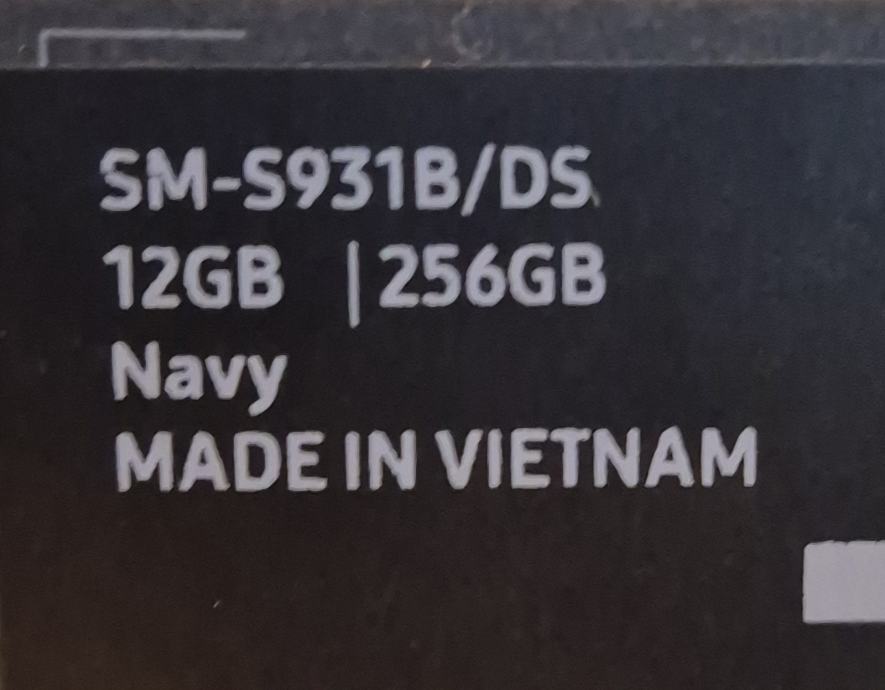 SM-S931B/DS
12GB | 256GB
Navy
MADE IN VIETNAM